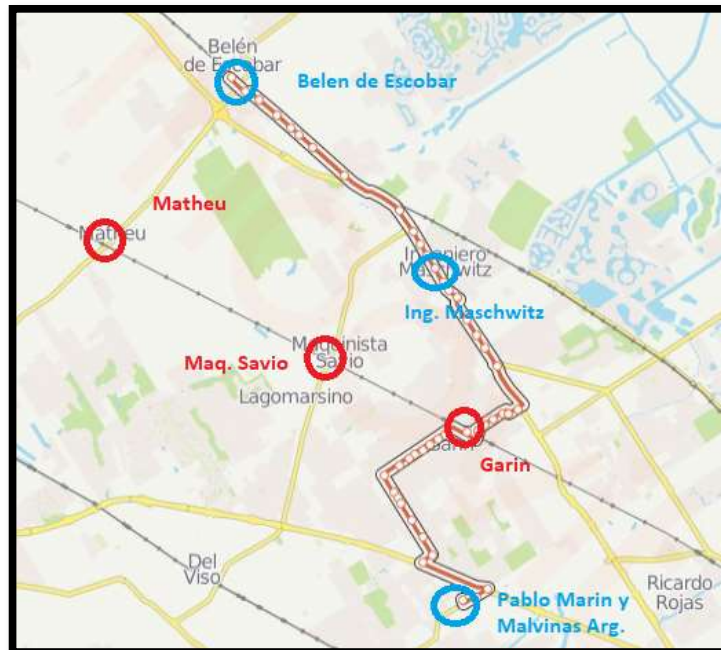 Belén
de Escobar
Belen de Escobar
Matheu
Matheu
Ingeniero
Maschwitz
Ing. Maschwitz
Maquinista
Savio
Maq. Savio
Lagomarsino
Garin
Garin
Del
Viso
Pablo Marin y
Malvinas Arg.
Ricardo
Rojas